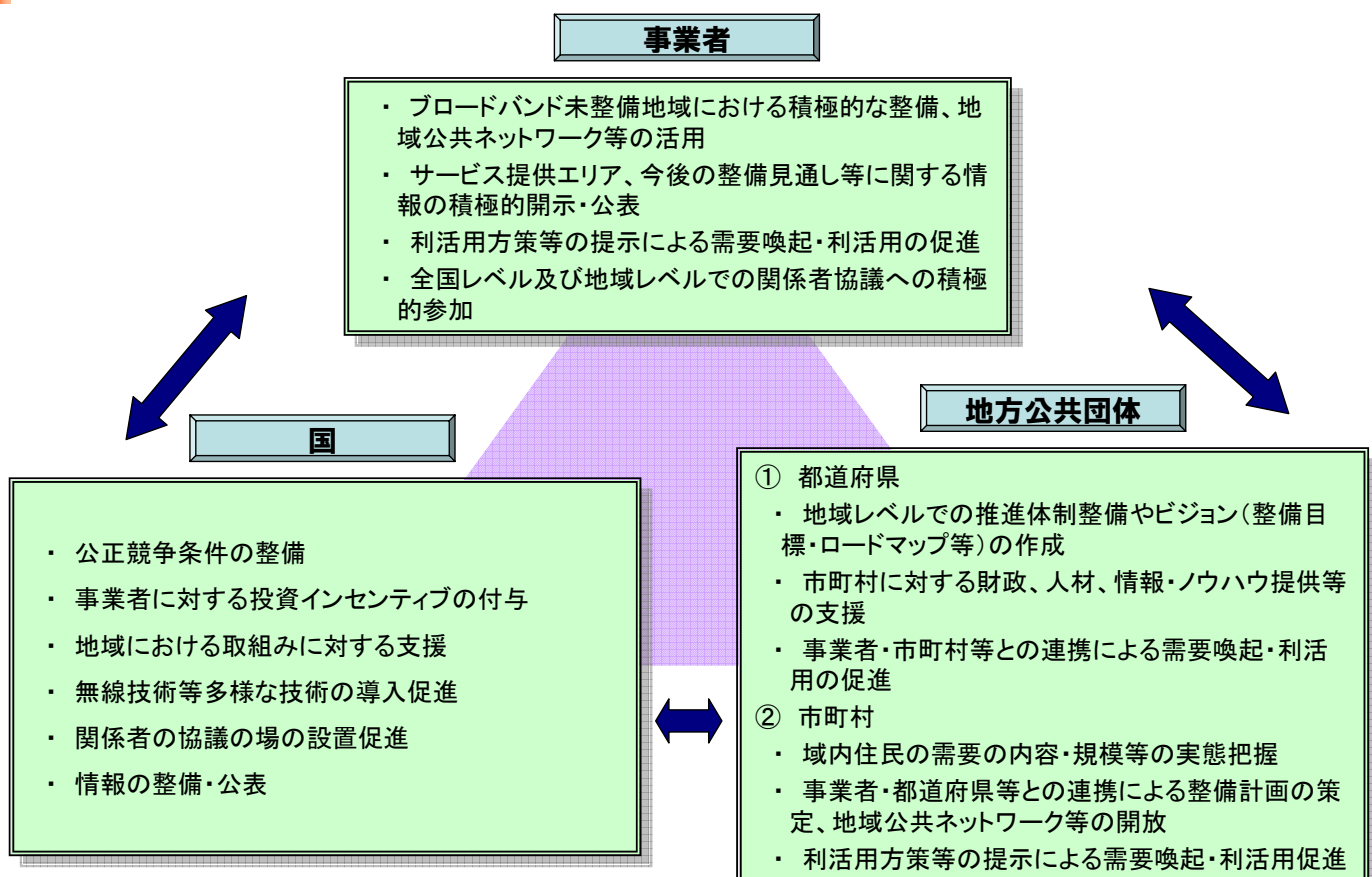 事業者
・ ブロードバンド未整備地域における積極的な整備、地
域公共ネットワーク等の活用
・ サービス提供エリア、今後の整備見通し等に関する情
報の積極的開示・公表
・ 利活用方策等の提示による需要喚起・利活用の促進
・ 全国レベル及び地域レベルでの関係者協議への積極
的参加
国
・ 公正競争条件の整備
・ 事業者に対する投資インセンティブの付与
・ 地域における取組みに対する支援
・ 無線技術等多様な技術の導入促進
・ 関係者の協議の場の設置促進
・ 情報の整備・公表
地方公共団体
① 都道府県
・ 地域レベルでの推進体制整備やビジョン（整備目
標・ロードマップ等）の作成
・ 市町村に対する財政、人材、情報・ノウハウ提供等
の支援
・ 事業者・市町村等との連携による需要喚起・利活
用の促進
② 市町村
・ 域内住民の需要の内容・規模等の実態把握
・ 事業者・都道府県等との連携による整備計画の策
定、地域公共ネットワーク等の開放
・ 利活用方策等の提示による需要喚起・利活用促進